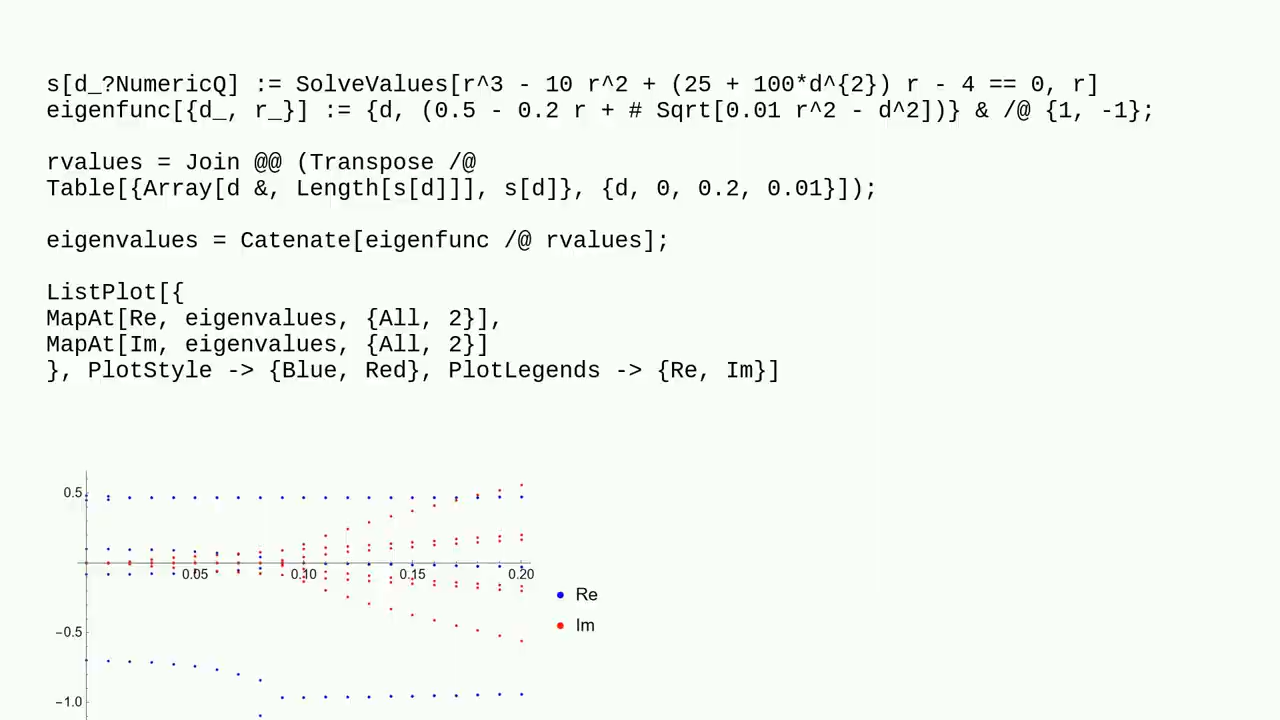 s[d_?NumericQ] := SolveValues[r^3 - 10 r^2 + (25 + 100*d^{2}) r - 4 == 0, r]
eigenfunc[{d_, r_}] := {d, (0.5 - 0.2 r + # Sqrt[0.01 r^2 - d^2])} & /@ {1, -1};
rvalues = Join @@ (Transpose /@
Table[{Array[d &, Length[s[d]]], s[d]}, {d, 0, 0.2, 0.01}]);
eigenvalues = Catenate[eigenfunc /@ rvalues];
ListPlot[{
MapAt[Re, eigenvalues, {All, 2}],
MapAt[Im, eigenvalues, {All, 2}]
}, PlotStyle -> {Blue, Red}, PlotLegends -> {Re, Im}]
0.5
0.05 0.10 0.15 0.20
Re
Im
−0.5
−1.0